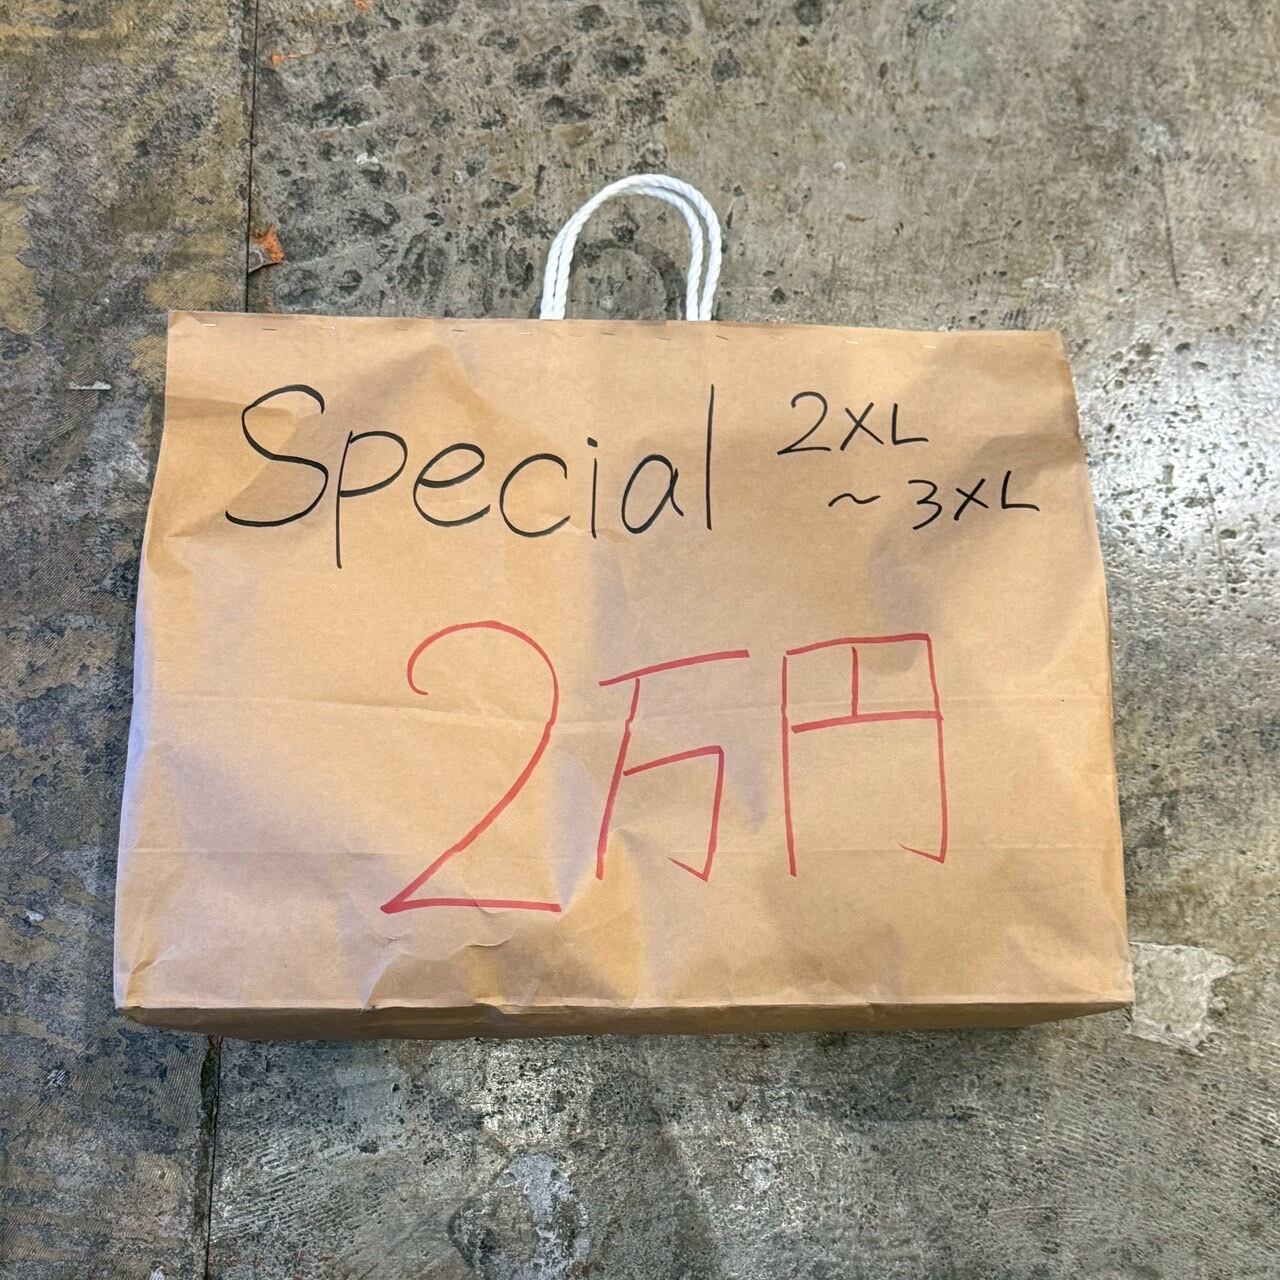 Special 2XL
~3XL
2万円